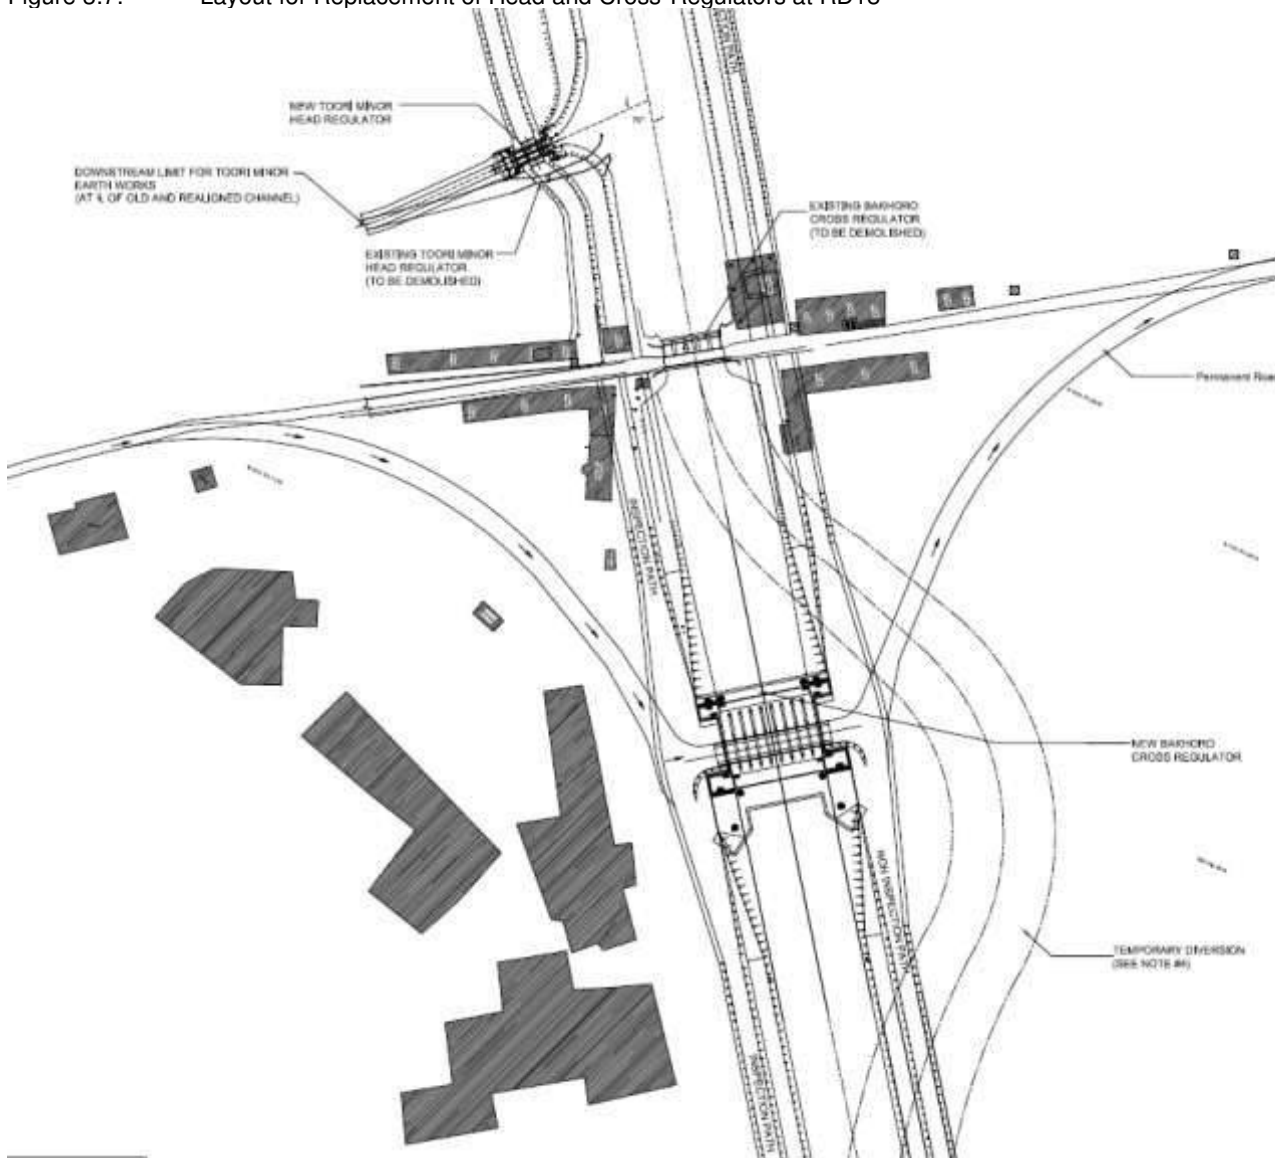 Layout for Replacement of Head and Cross Regulators at RD
NEW TOORI MINOR
HEAD REGULATOR
70°
DOWNSTREAM LIMIT FOR TOORI MINOR
EARTH WORKS
(AT ℄ OF OLD AND REALIGNED CHANNEL)
EXISTING BAKHORO
CROSS REGULATOR
(TO BE DEMOLISHED)
EXISTING TOORI MINOR
HEAD REGULATOR
(TO BE DEMOLISHED)
Permanent Road
INSPECTION PATH
NEW BAKHORO
CROSS REGULATOR
NON INSPECTION PATH
TEMPORARY DIVERSION
(SEE NOTE #4)
INSPECTION PATH